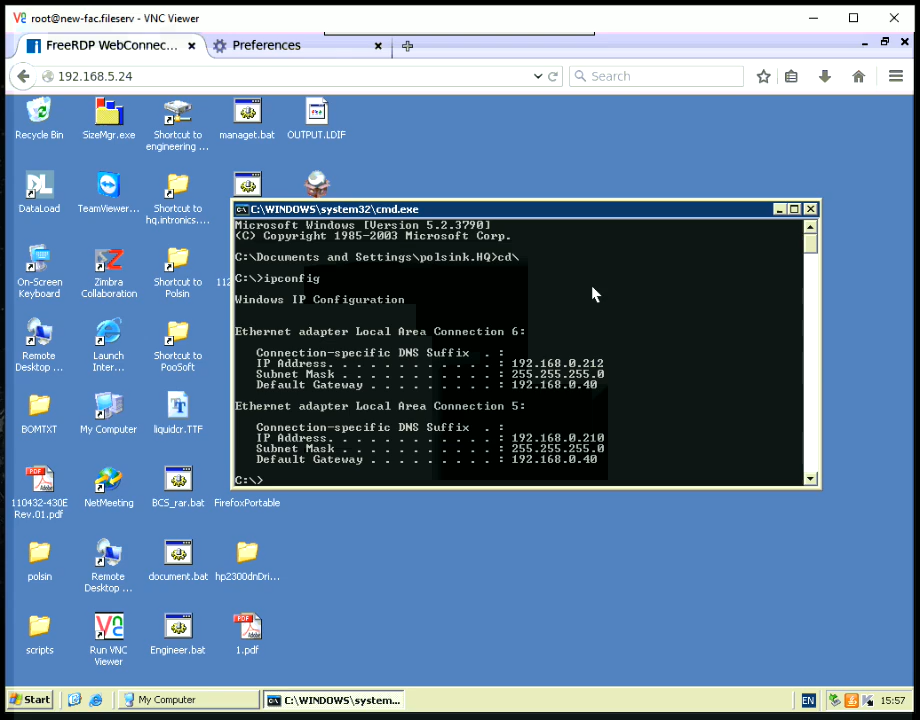 root@new-fac.fileserv - VNC Viewer
FreeRDP WebConnec...
Preferences
192.168.5.24
Search
Recycle Bin
SizeMgr.exe
Shortcut to
engineering ...
managet.bat
OUTPUT.LDIF
DataLoad
TeamViewer...
Shortcut to
hq.intronics....
C:\WINDOWS\system32\cmd.exe
Microsoft Windows [Version 5.2.3790]
(C) Copyright 1985-2003 Microsoft Corp.
C:\Documents and Settings\polsink.HQ>cd\
C:\>ipconfig
Windows IP Configuration
Ethernet adapter Local Area Connection 6:
Connection-specific DNS Suffix . :
IP Address. . . . . . . . . . . . : 192.168.0.212
Subnet Mask . . . . . . . . . . . : 255.255.255.0
Default Gateway . . . . . . . . . : 192.168.0.40
Ethernet adapter Local Area Connection 5:
Connection-specific DNS Suffix . :
IP Address. . . . . . . . . . . . : 192.168.0.210
Subnet Mask . . . . . . . . . . . : 255.255.255.0
Default Gateway . . . . . . . . . : 192.168.0.40
C:\>
On-Screen
Keyboard
Zimbra
Collaboration
Shortcut to
Polsin
112
Remote
Desktop ...
Launch
Inter...
Shortcut to
PooSoft
BOMTXT
My Computer
liquidcr.TTF
110432-430E
Rev.01.pdf
NetMeeting
BCS_rar.bat
FirefoxPortable
polsin
Remote
Desktop ...
document.bat
hp2300dnDri...
scripts
Run VNC
Viewer
Engineer.bat
1.pdf
Start
My Computer
C:\WINDOWS\system...
EN
15:57